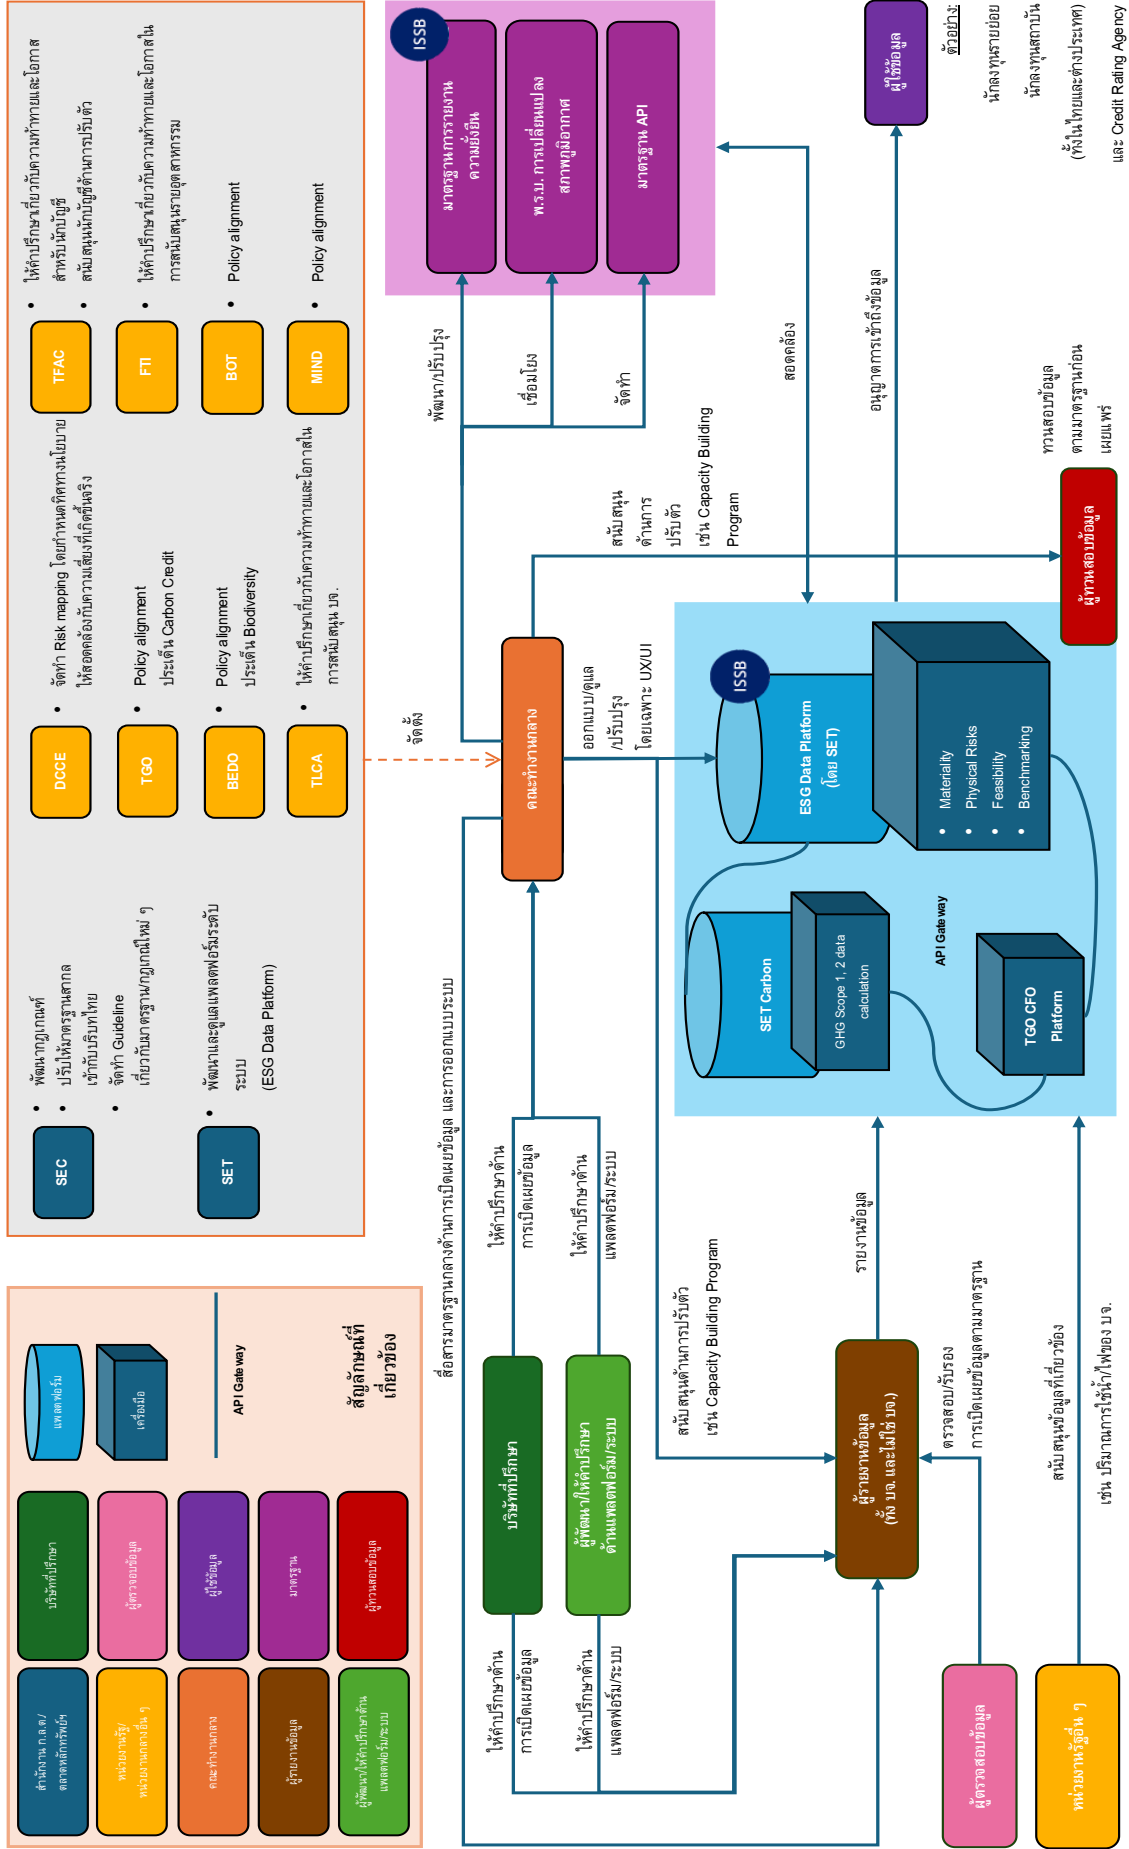 สำนักงาน ก.ล.ต./
ตลาดหลักทรัพย์ฯ
บริษัทที่ปรึกษา
แพลตฟอร์ม
หน่วยงานรัฐ/
หน่วยงานกลางอื่น ๆ
ผู้ตรวจสอบข้อมูล
เครื่องมือ
คณะทำงานกลาง
ผู้ใช้ข้อมูล
API Gateway
ผู้รายงานข้อมูล
มาตรฐาน
ผู้พัฒนา/ให้คำปรึกษาด้าน
แพลตฟอร์ม/ระบบ
ผู้ทวนสอบข้อมูล
สัญลักษณ์ที่
เกี่ยวข้อง
SEC
• พัฒนากฎเกณฑ์
• ปรับให้มาตรฐานสากล
เข้ากับบริบทไทย
• จัดทำ Guideline
เกี่ยวกับมาตรฐาน/กฎเกณฑ์ใหม่ ๆ
SET
• พัฒนาและดูแลแพลตฟอร์มระดับ
ระบบ
(ESG Data Platform)
DCCE
• จัดทำ Risk mapping โดยกำหนดทิศทางนโยบาย
ให้สอดคล้องกับความเสี่ยงที่เกิดขึ้นจริง
TGO
• Policy alignment
ประเด็น Carbon Credit
BEDO
• Policy alignment
ประเด็น Biodiversity
TLCA
• ให้คำปรึกษาเกี่ยวกับความท้าทายและโอกาสใน
การสนับสนุน บจ.
TFAC
• ให้คำปรึกษาเกี่ยวกับความท้าทายและโอกาส
สำหรับนักบัญชี
• สนับสนุนนักบัญชีด้านการปรับตัว
FTI
• ให้คำปรึกษาเกี่ยวกับความท้าทายและโอกาสใน
การสนับสนุนรายอุตสาหกรรม
BOT
• Policy alignment
MIND
• Policy alignment
จัดตั้ง
สื่อสารมาตรฐานกลางด้านการเปิดเผยข้อมูล และการออกแบบระบบ
คณะทำงานกลาง
พัฒนา/ปรับปรุง
เชื่อมโยง
จัดทำ
ISSB
มาตรฐานการรายงาน
ความยั่งยืน
พ.ร.บ. การเปลี่ยนแปลง
สภาพภูมิอากาศ
มาตรฐาน API
ให้คำปรึกษาด้าน
การเปิดเผยข้อมูล
บริษัทที่ปรึกษา
ให้คำปรึกษาด้าน
การเปิดเผยข้อมูล
ให้คำปรึกษาด้าน
แพลตฟอร์ม/ระบบ
ผู้พัฒนา/ให้คำปรึกษา
ด้านแพลตฟอร์ม/ระบบ
ให้คำปรึกษาด้าน
แพลตฟอร์ม/ระบบ
ออกแบบ/ดูแล
/ปรับปรุง
โดยเฉพาะ UX/UI
สนับสนุน
ด้านการ
ปรับตัว
เช่น Capacity Building
Program
สนับสนุนด้านการปรับตัว
เช่น Capacity Building Program
สอดคล้อง
ผู้รายงานข้อมูล
(ทั้ง บจ. และไม่ใช่ บจ.)
รายงานข้อมูล
SET Carbon
GHG Scope 1, 2 data
calculation
ISSB
ESG Data Platform
(โดย SET)
• Materiality
• Physical Risks
• Feasibility
• Benchmarking
API Gateway
TGO CFO
Platform
อนุญาตการเข้าถึงข้อมูล
ผู้ใช้ข้อมูล
ตัวอย่าง:
นักลงทุนรายย่อย
นักลงทุนสถาบัน
(ทั้งในไทยและต่างประเทศ)
และ Credit Rating Agency
ผู้ตรวจสอบข้อมูล
ตรวจสอบ/รับรอง
การเปิดเผยข้อมูลตามมาตรฐาน
หน่วยงานรัฐอื่น ๆ
สนับสนุนข้อมูลที่เกี่ยวข้อง
เช่น ปริมาณการใช้น้ำ/ไฟของ บจ.
ผู้ทวนสอบข้อมูล
ทวนสอบข้อมูล
ตามมาตรฐานก่อน
เผยแพร่